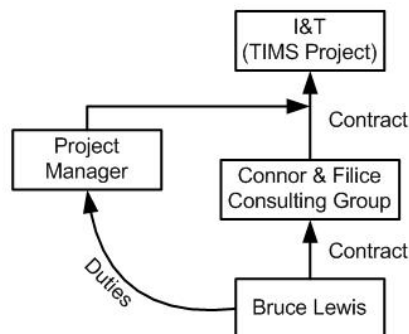 I&T
(TIMS Project)
Contract
Project
Manager
Connor & Filice
Consulting Group
Contract
Duties
Bruce Lewis